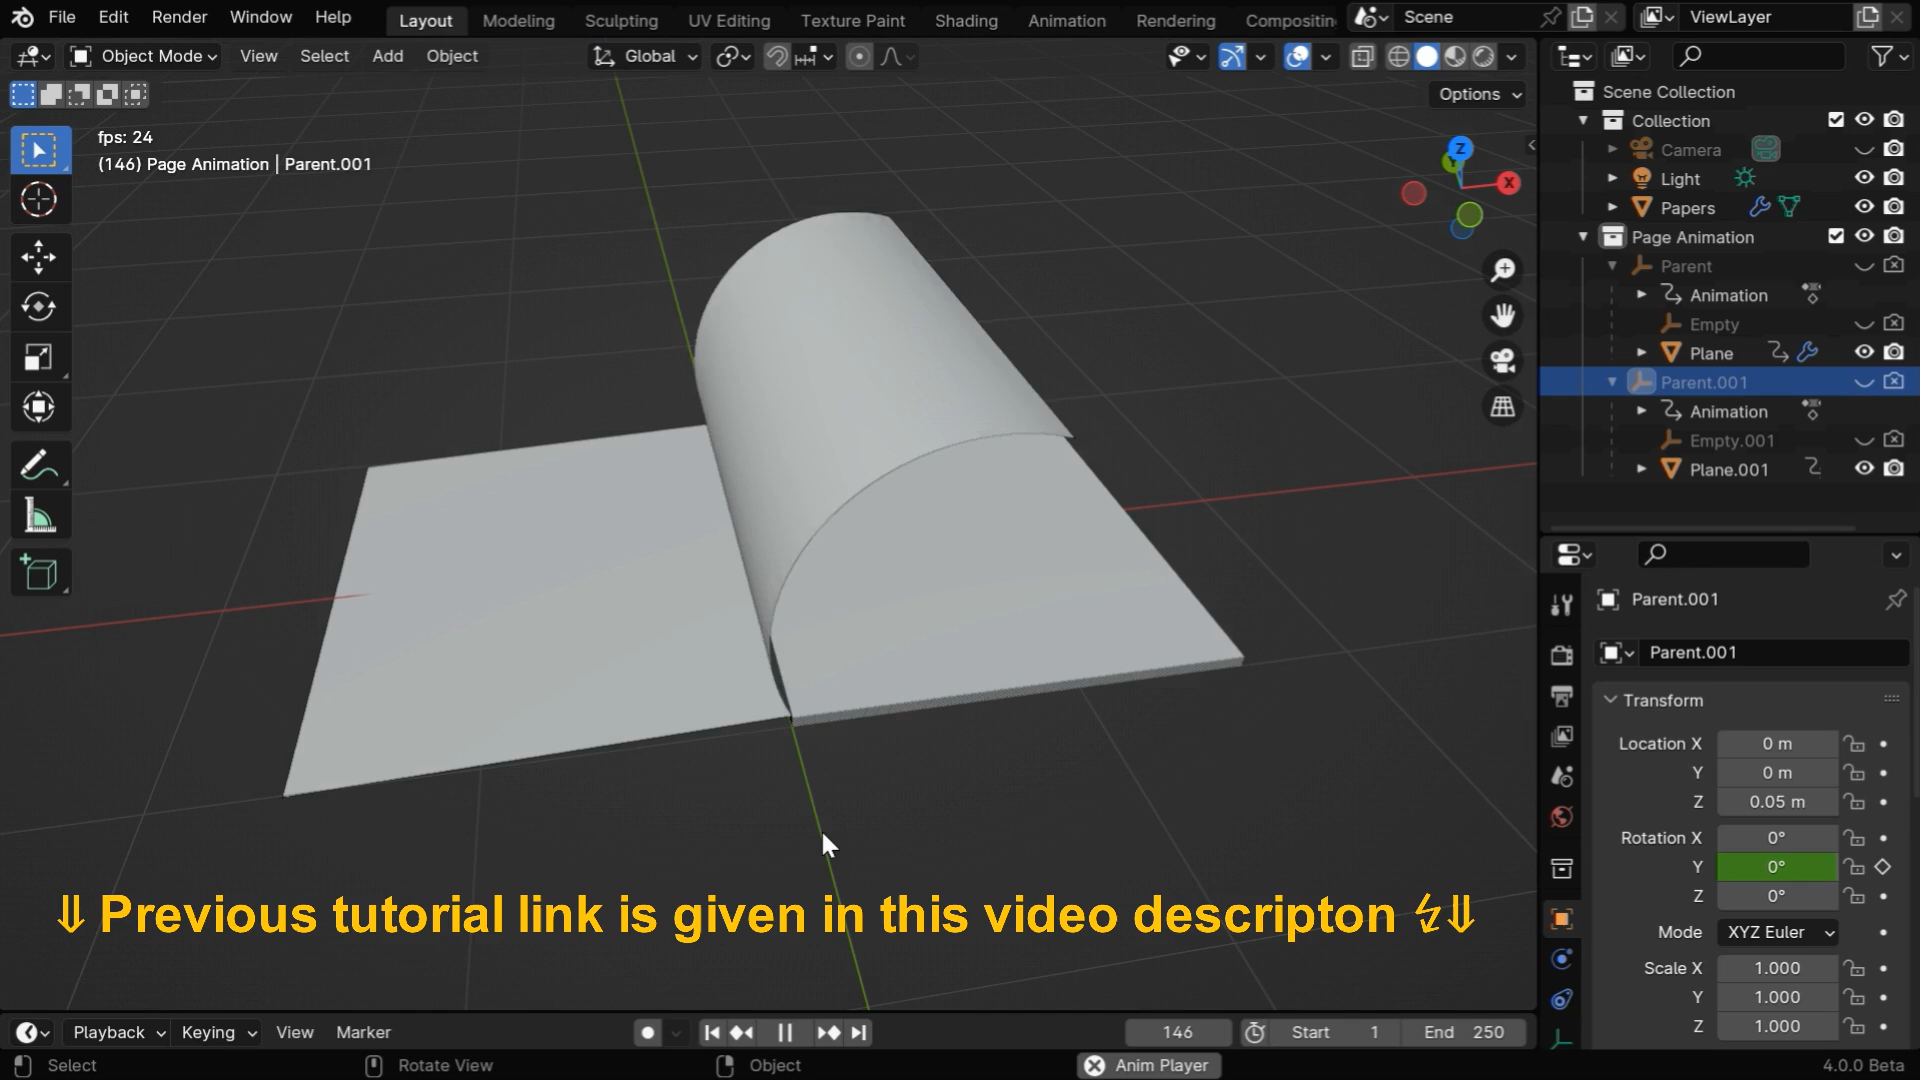 File Edit Render Window Help Layout Modeling Sculpting UV Editing Texture Paint Shading Animation Rendering Compositin Scene ViewLayer
Object Mode View Select Add Object Global
Options
fps: 24
(146) Page Animation | Parent.001
Z
Y
X
Scene Collection
Collection
Camera
Light
Papers
Page Animation
Parent
Animation
Empty
Plane
Parent.001
Animation
Empty.001
Plane.001
Parent.001
Parent.001
Transform
Location X 0 m
Y 0 m
Z 0.05 m
Rotation X 0°
Y 0°
Z 0°
Mode XYZ Euler
Scale X 1.000
Y 1.000
Z 1.000
⇓ Previous tutorial link is given in this video descripton ↯⇓
Playback Keying View Marker 146 Start 1 End 250
Select Rotate View Object Anim Player 4.0.0 Beta